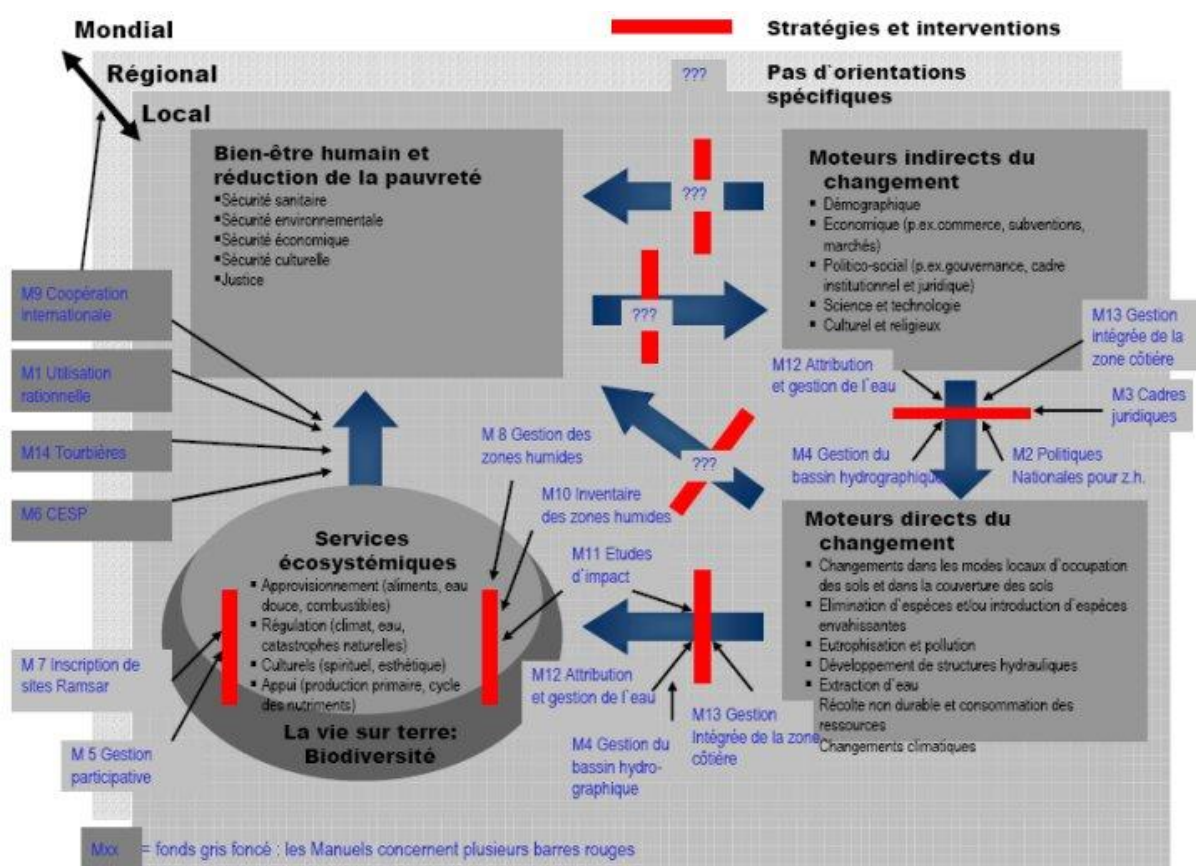 Mondial
Régional
Local
Stratégies et interventions
???
Pas d`orientations
spécifiques
Bien-être humain et
réduction de la pauvreté
▪Sécurité sanitaire
▪Sécurité environnementale
▪Sécurité économique
▪Sécurité culturelle
▪Justice
???
???
Moteurs indirects du
changement
▪ Démographique
▪ Economique (p.ex.commerce, subventions,
marchés)
▪ Politico-social (p.ex.gouvernance, cadre
institutionnel et juridique)
▪ Science et technologie
▪ Culturel et religieux
M9 Coopération
internationale
M1 Utilisation
rationnelle
M14 Tourbières
M6 CESP
M13 Gestion
intégrée de la
zone côtière
M12 Attribution
et gestion de l`eau
M3 Cadres
juridiques
M4 Gestion du
bassin hydrographique
M2 Politiques
Nationales pour z.h.
???
M 8 Gestion des
zones humides
M10 Inventaire
des zones humides
M11 Etudes
d`impact
Services
écosystémiques
▪ Approvisionnement (aliments, eau
douce, combustibles)
▪ Régulation (climat, eau,
catastrophes naturelles)
▪ Culturels (spirituel, esthétique)
▪ Appui (production primaire, cycle
des nutriments)
La vie sur terre:
Biodiversité
M 7 Inscription de
sites Ramsar
M 5 Gestion
participative
M12 Attribution
et gestion de l`eau
M13 Gestion
Intégrée de la zone
côtière
M4 Gestion du
bassin hydro-
graphique
Moteurs directs du
changement
▪ Changements dans les modes locaux d`occupation
des sols et dans la couverture des sols
▪ Elimination d`espèces et/ou introduction d`espèces
envahissantes
▪ Eutrophisation et pollution
▪ Développement de structures hydrauliques
▪ Extraction d`eau
Récolte non durable et consommation des
ressources
Changements climatiques
Mxx = fonds gris foncé : les Manuels concernent plusieurs barres rouges